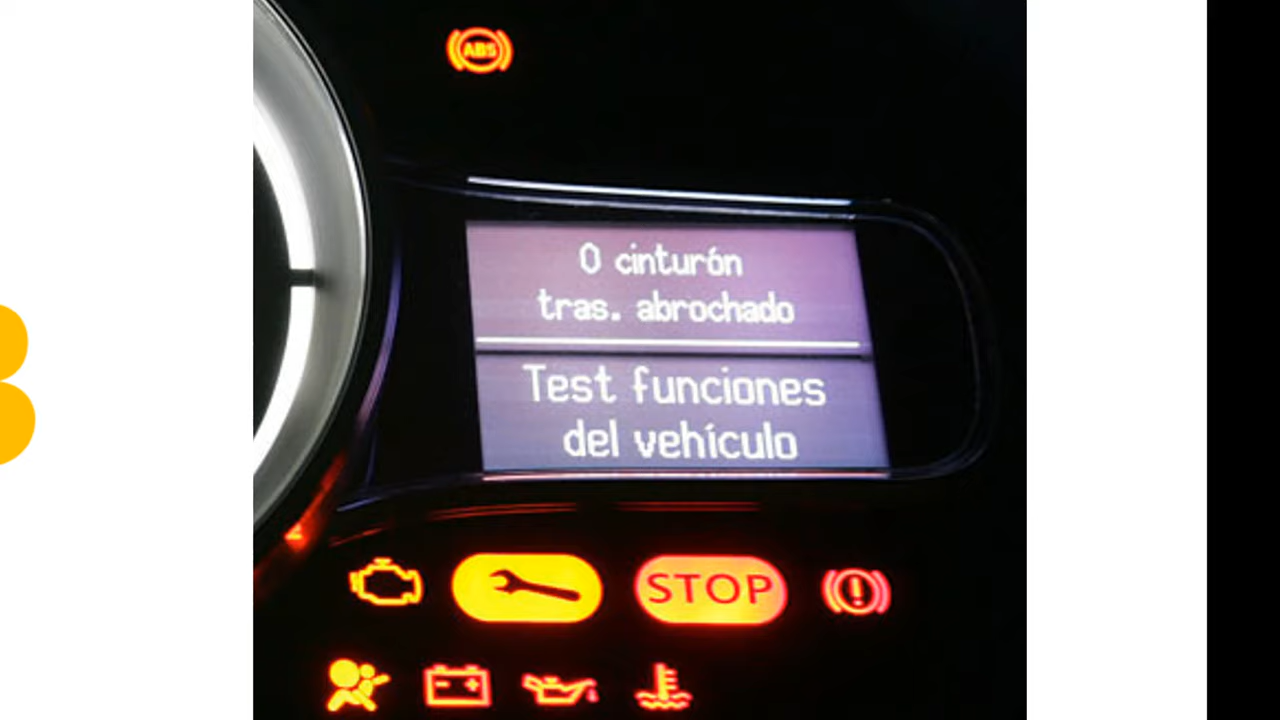 ABS
0 cinturón
tras. abrochado
Test funciones
del vehículo
STOP